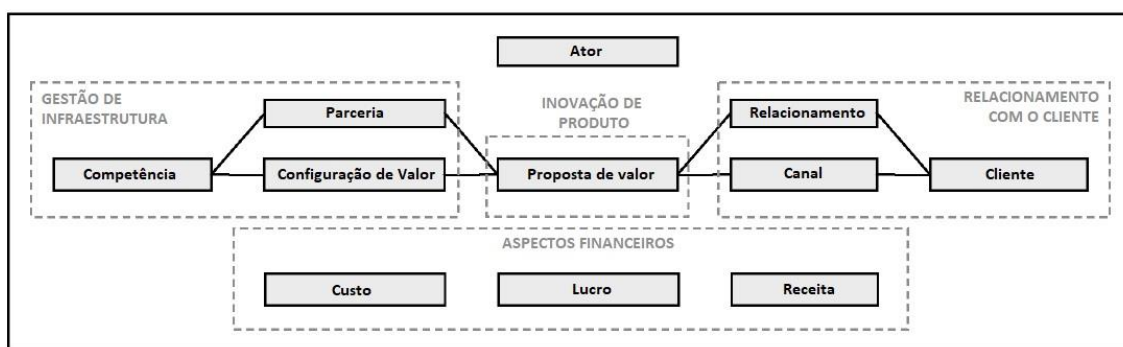 Ator
GESTÃO DE
INFRAESTRUTURA
Parceria
Competência
Configuração de Valor
INOVAÇÃO DE
PRODUTO
Proposta de valor
RELACIONAMENTO
COM O CLIENTE
Relacionamento
Canal
Cliente
ASPECTOS FINANCEIROS
Custo
Lucro
Receita